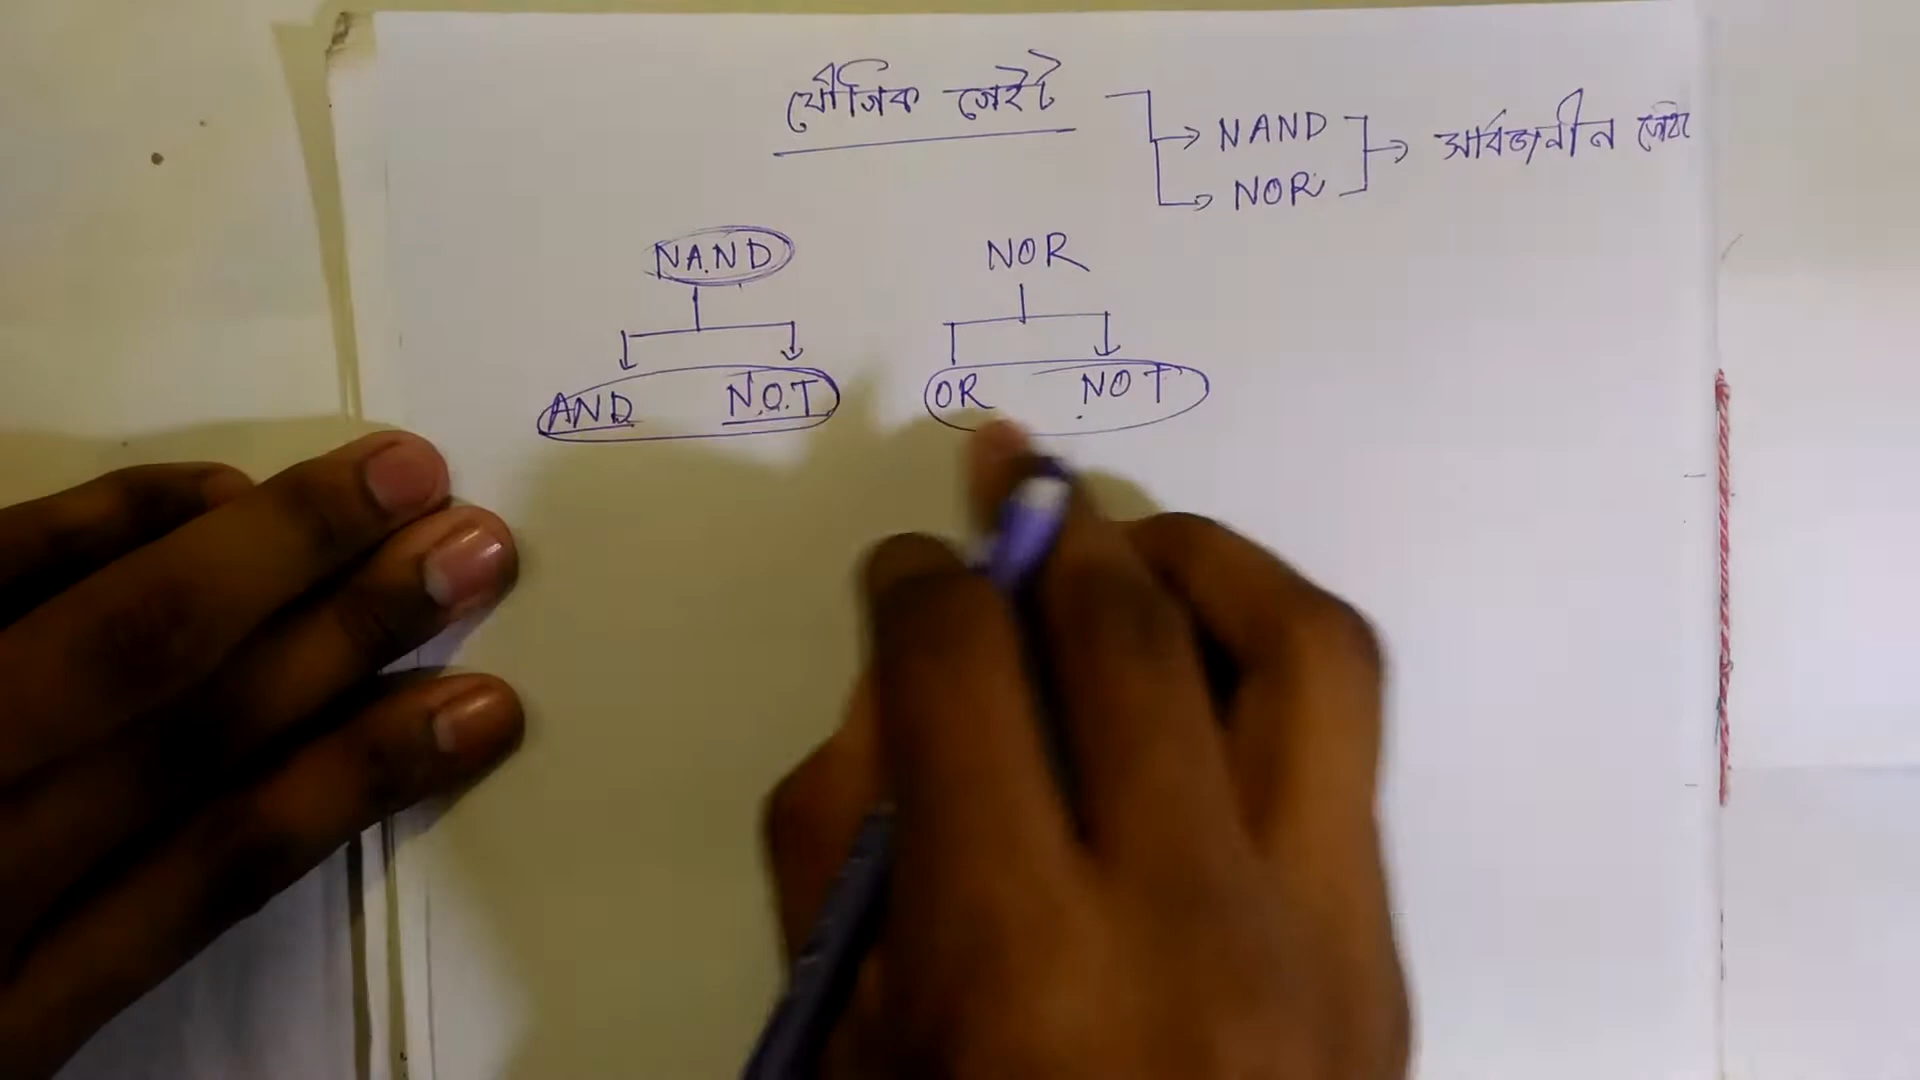 যৌগিক গেইট
NAND
NOR
সার্বজনীন গেইট
NAND NOR
AND NOT OR NOT